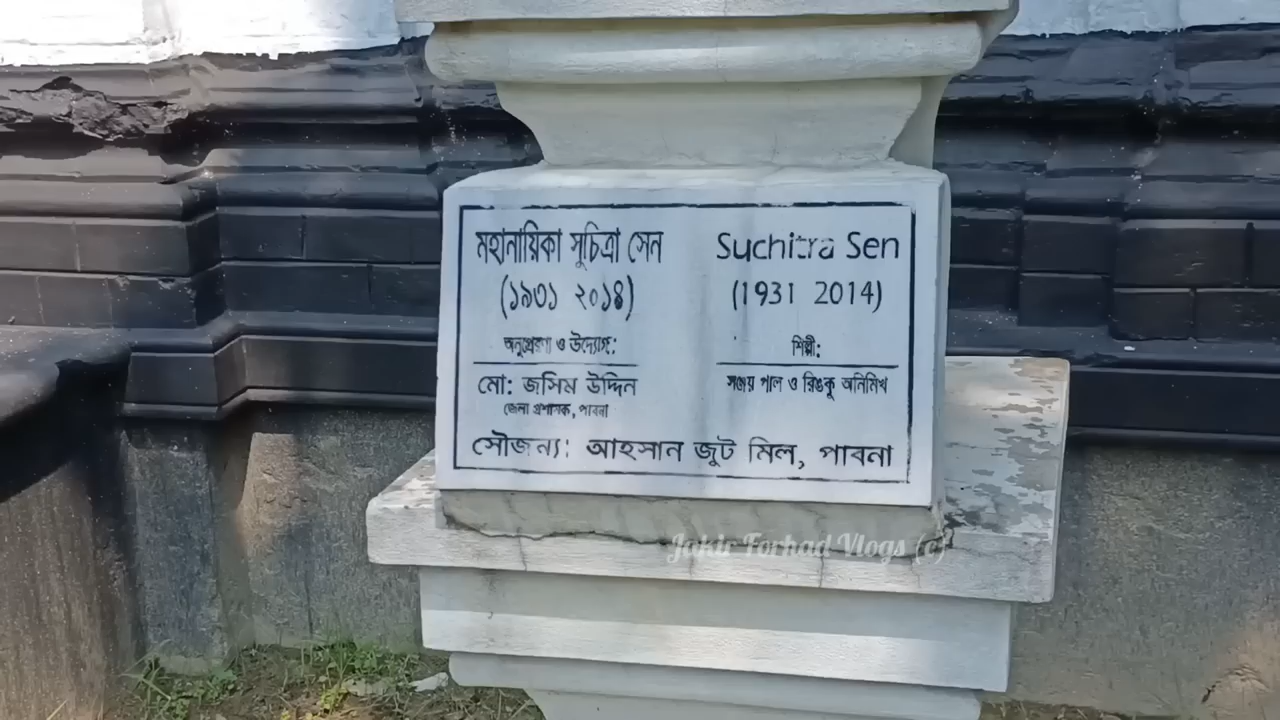 মহানায়িকা সুচিত্রা সেন
(১৯৩১ ২০১৪)
অনুপ্রেরণা ও উদ্যোগ:
মো: জসিম উদ্দিন
জেলা প্রশাসক, পাবনা
Suchitra Sen
(1931 2014)
শিল্পী:
সঞ্জয় পাল ও রিঙকু অনিমিখ
সৌজন্য: আহসান জুট মিল, পাবনা
Jakir Forhad Vlogs (c)